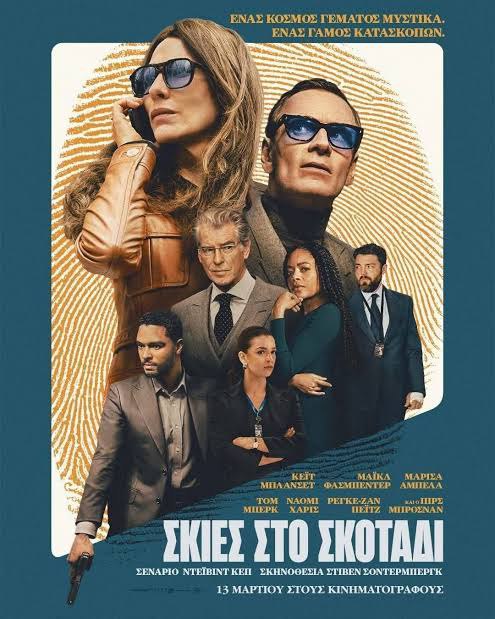 ΕΝΑΣ ΚΟΣΜΟΣ ΓΕΜΑΤΟΣ ΜΥΣΤΙΚΑ.
ΕΝΑΣ ΓΑΜΟΣ ΚΑΤΑΣΚΟΠΩΝ.
ΚΕΪΤ ΜΠΛΑΝΣΕΤ ΜΑΪΚΛ ΦΑΣΜΠΕΝΤΕΡ ΜΑΡΙΣΑ ΑΜΠΕΛΑ
ΤΟΜ ΜΠΕΡΚ ΝΑΟΜΙ ΧΑΡΙΣ ΡΕΓΚΕ-ΖΑΝ ΠΕΪΤΖ ΚΑΙ Ο ΠΙΡΣ ΜΠΡΟΣΝΑΝ
ΣΚΙΕΣ ΣΤΟ ΣΚΟΤΑΔΙ
ΣΕΝΑΡΙΟ ΝΤΕΪΒΙΝΤ ΚΕΠ ΣΚΗΝΟΘΕΣΙΑ ΣΤΙΒΕΝ ΣΟΝΤΕΡΜΠΕΡΓΚ
13 ΜΑΡΤΙΟΥ ΣΤΟΥΣ ΚΙΝΗΜΑΤΟΓΡΑΦΟΥΣ